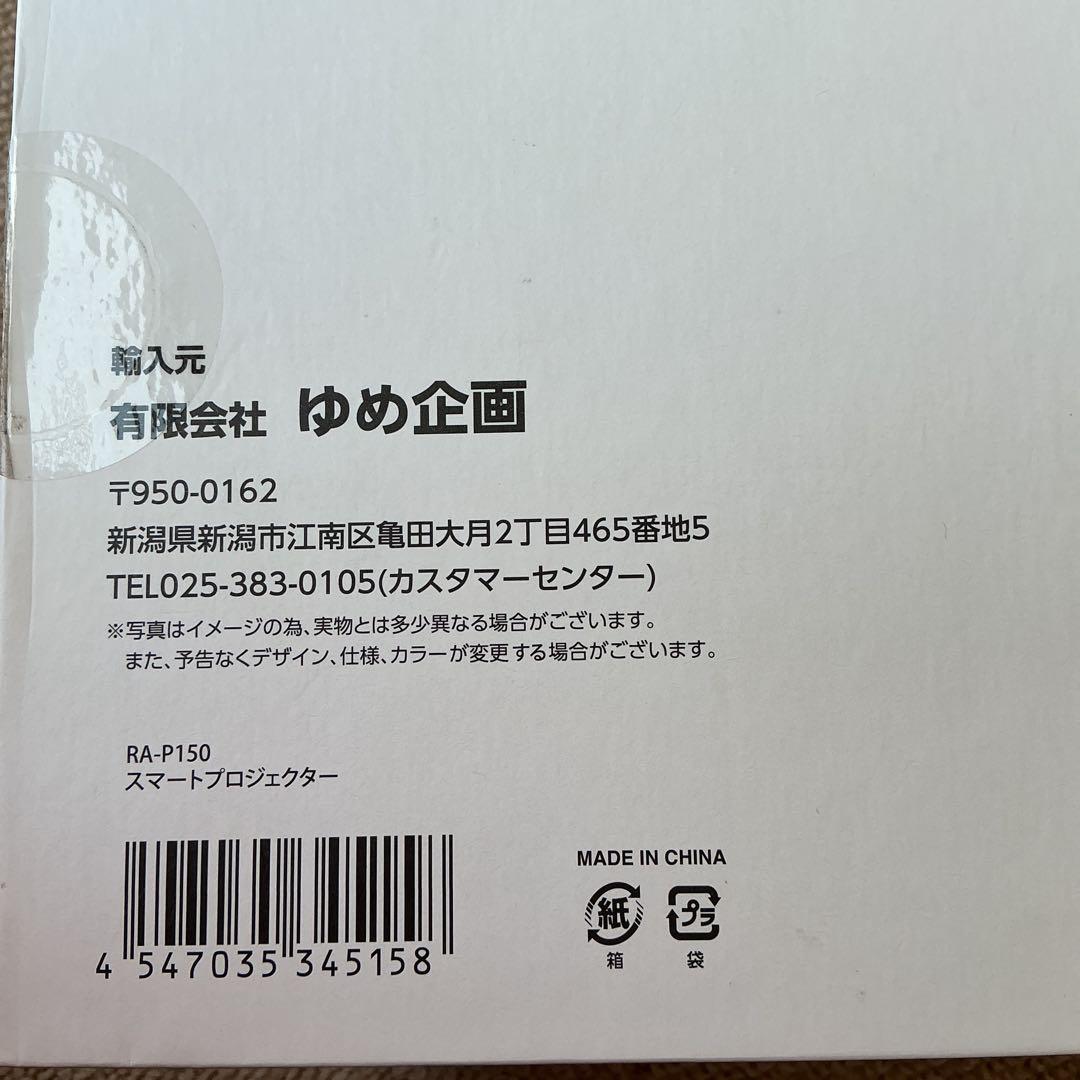 輸入元
有限会社 ゆめ企画
〒950-0162
新潟県新潟市江南区亀田大月2丁目465番地5
TEL025-383-0105(カスタマーセンター)
※写真はイメージの為、実物とは多少異なる場合がございます。
また、予告なくデザイン、仕様、カラーが変更する場合がございます。
RA-P150
スマートプロジェクター
MADE IN CHINA
紙 プラ
箱 袋
4 547035 345158